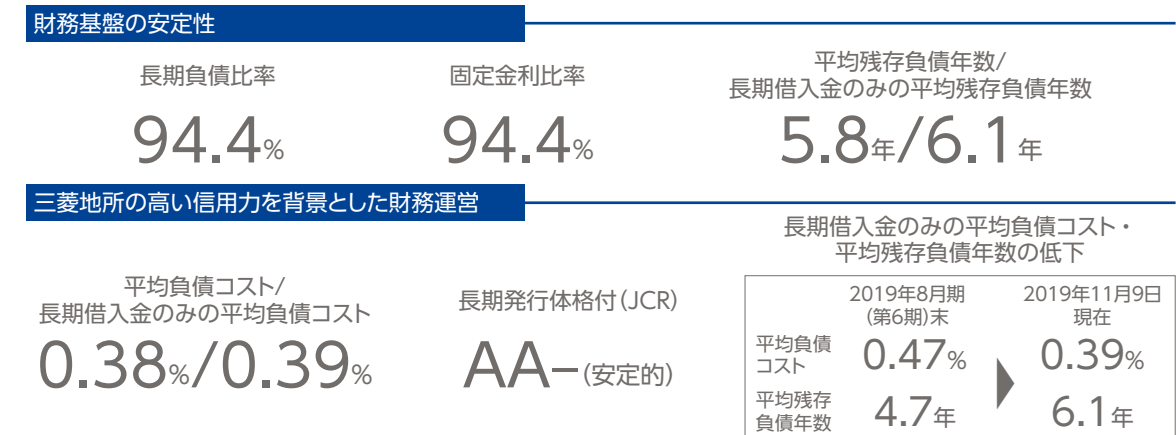 財務基盤の安定性
長期負債比率
94.4%
固定金利比率
94.4%
平均残存負債年数/
長期借入金のみの平均残存負債年数
5.8年/6.1年
三菱地所の高い信用力を背景とした財務運営
平均負債コスト/
長期借入金のみの平均負債コスト
0.38%/0.39%
長期発行体格付(JCR)
AA-(安定的)
長期借入金のみの平均負債コスト・
平均残存負債年数の低下
2019年8月期
(第6期)末
2019年11月9日
現在
平均負債
コスト
0.47%
0.39%
平均残存
負債年数
4.7年
6.1年